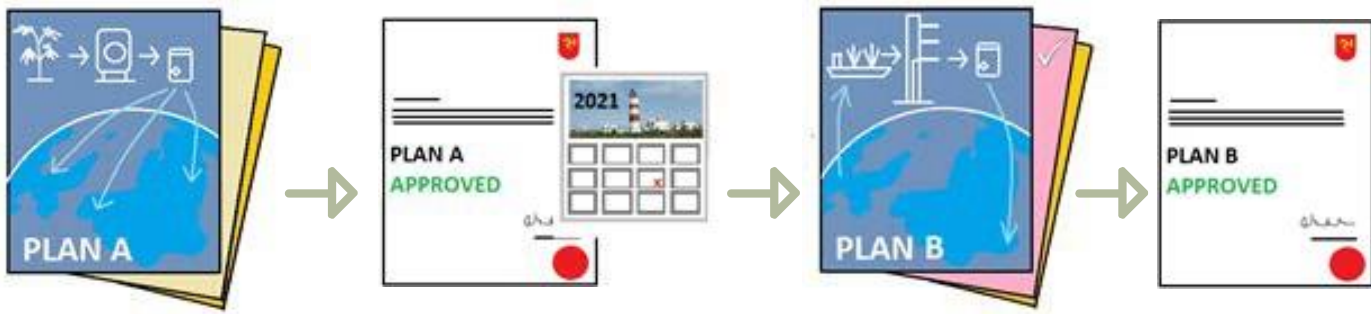 PLAN A
PLAN A
APPROVED
2021
x
PLAN B
PLAN B
APPROVED